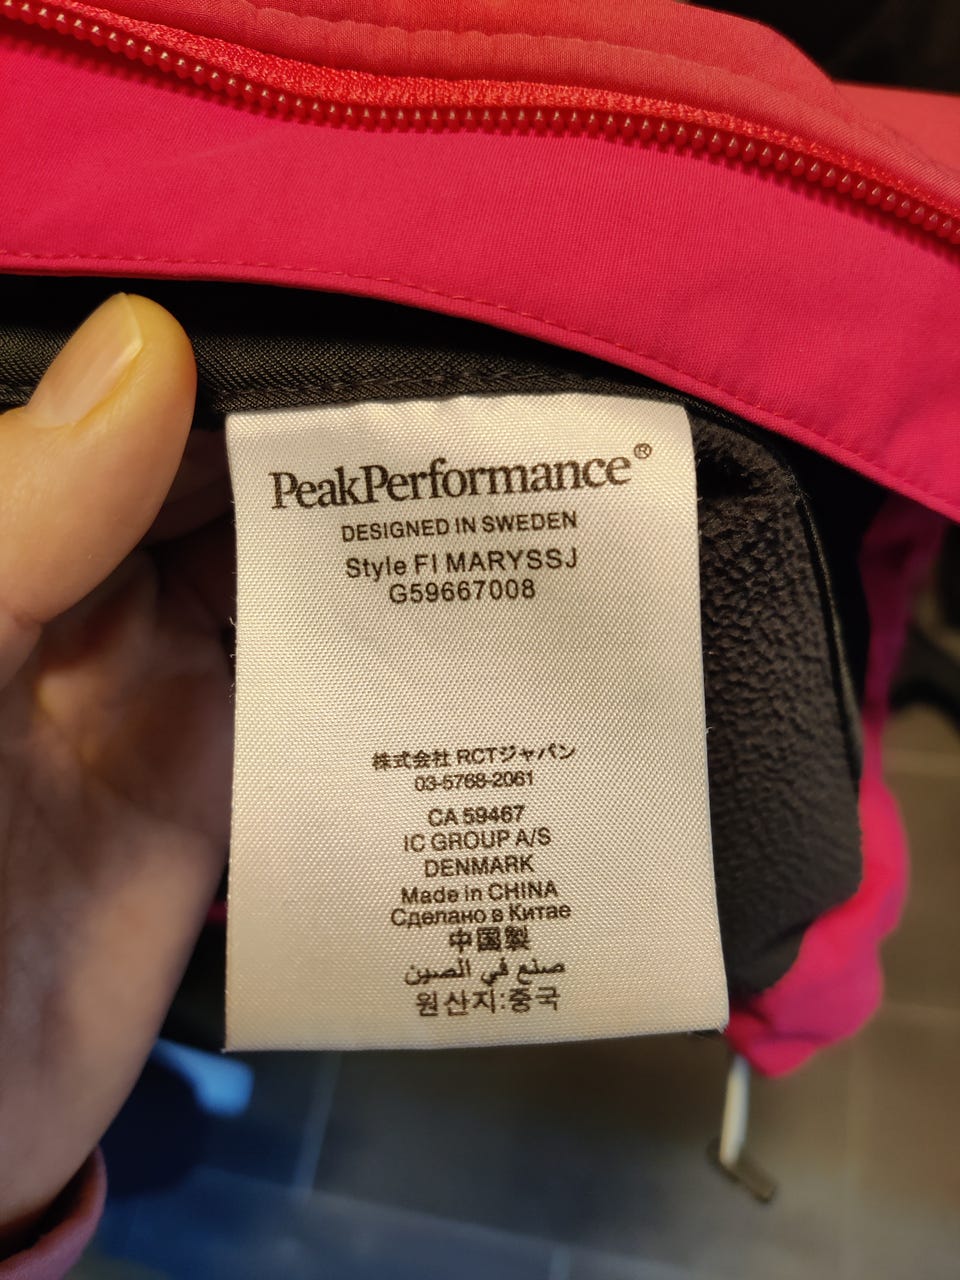 PeakPerformance®
DESIGNED IN SWEDEN
Style FI MARYSSJ
G59667008
株式会社 RCTジャパン
03-5768-2061
CA 59467
IC GROUP A/S
DENMARK
Made in CHINA
Сделано в Китае
中国製
صنع في الصين
원산지:중국